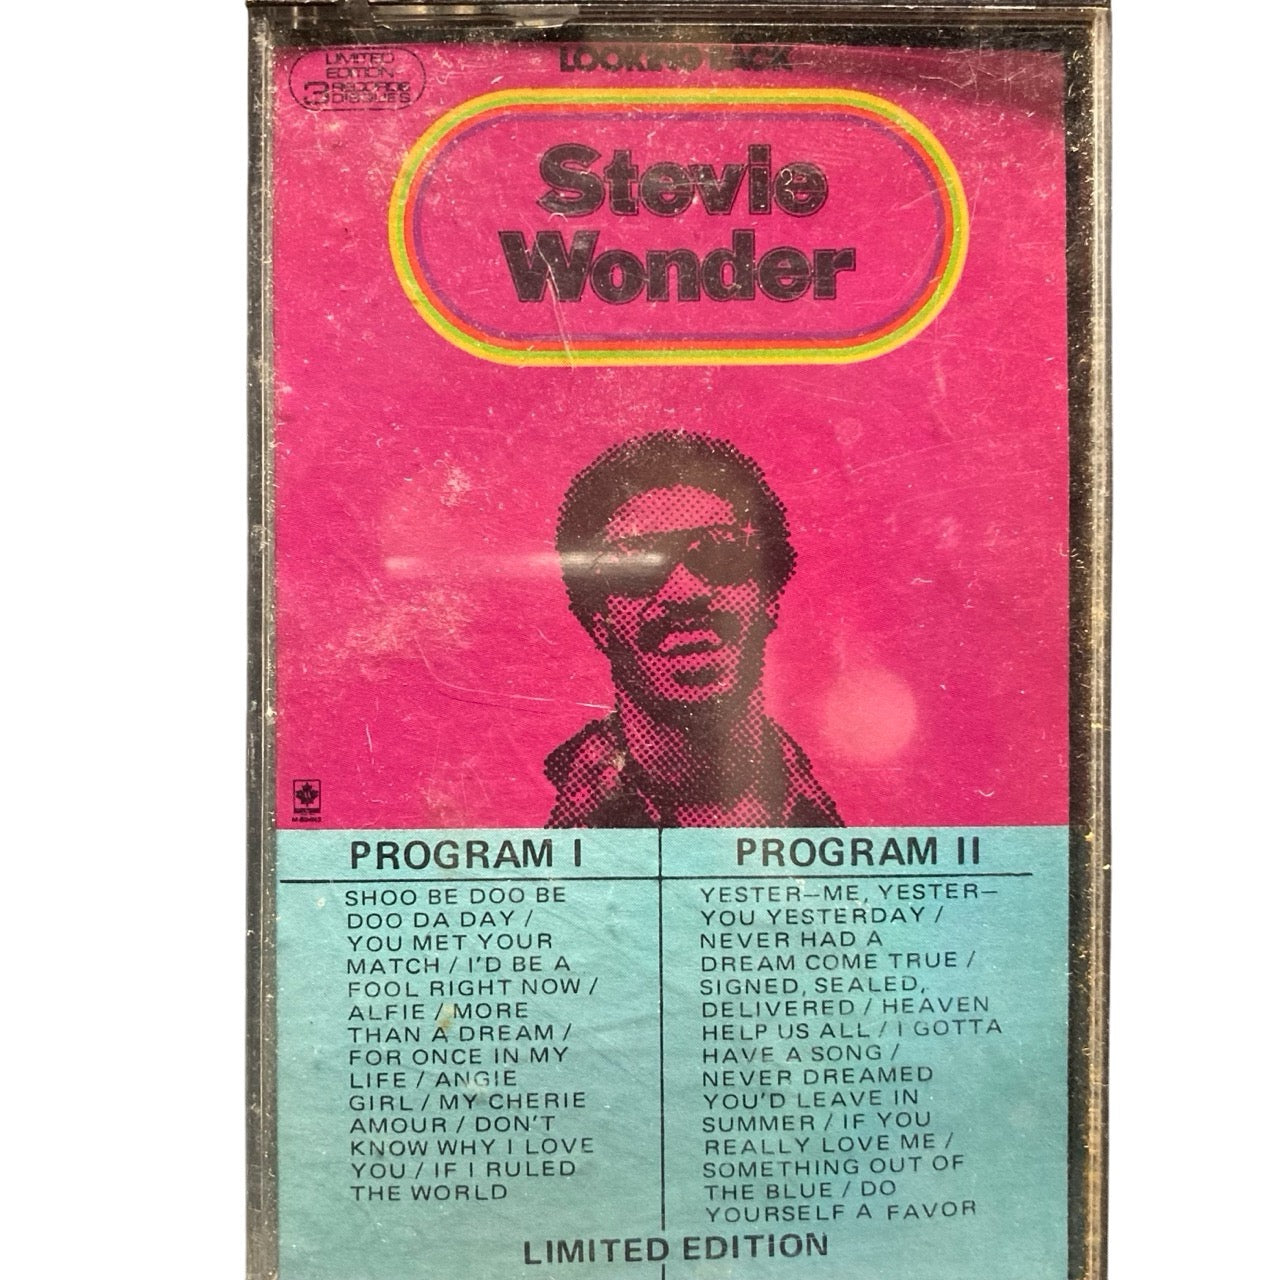 LOOKING BACK
LIMITED
EDITION
3 RECORDS
DISQUES
Stevie
Wonder
PROGRAM I
SHOO BE DOO BE
DOO DA DAY /
YOU MET YOUR
MATCH / I'D BE A
FOOL RIGHT NOW /
ALFIE / MORE
THAN A DREAM /
FOR ONCE IN MY
LIFE / ANGIE
GIRL / MY CHERIE
AMOUR / DON'T
KNOW WHY I LOVE
YOU / IF I RULED
THE WORLD
PROGRAM II
YESTER—ME, YESTER—
YOU YESTERDAY /
NEVER HAD A
DREAM COME TRUE /
SIGNED, SEALED,
DELIVERED / HEAVEN
HELP US ALL / I GOTTA
HAVE A SONG /
NEVER DREAMED
YOU'D LEAVE IN
SUMMER / IF YOU
REALLY LOVE ME /
SOMETHING OUT OF
THE BLUE / DO
YOURSELF A FAVOR
LIMITED EDITION